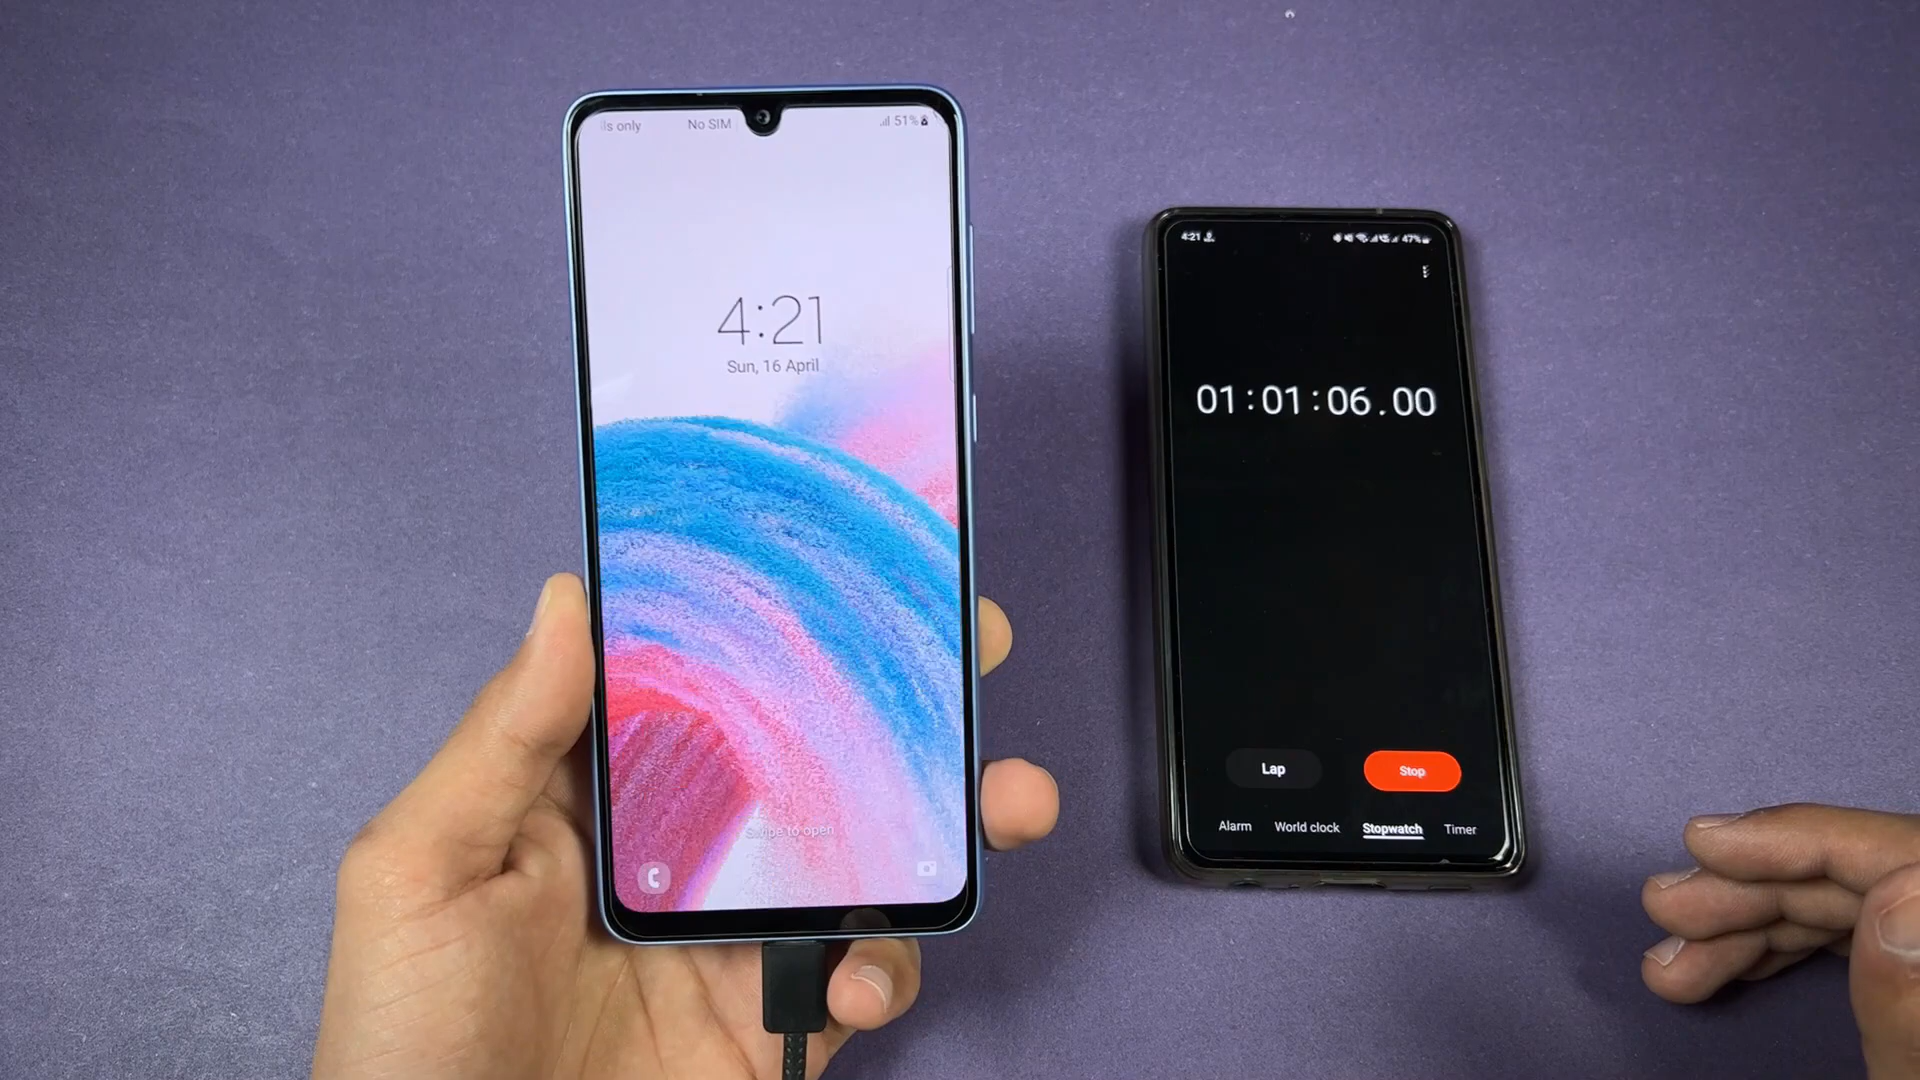 ls only No SIM 51%
4:21
Sun, 16 April
Swipe to open
4:21 47%
01:01:06.00
Lap Stop
Alarm World clock Stopwatch Timer